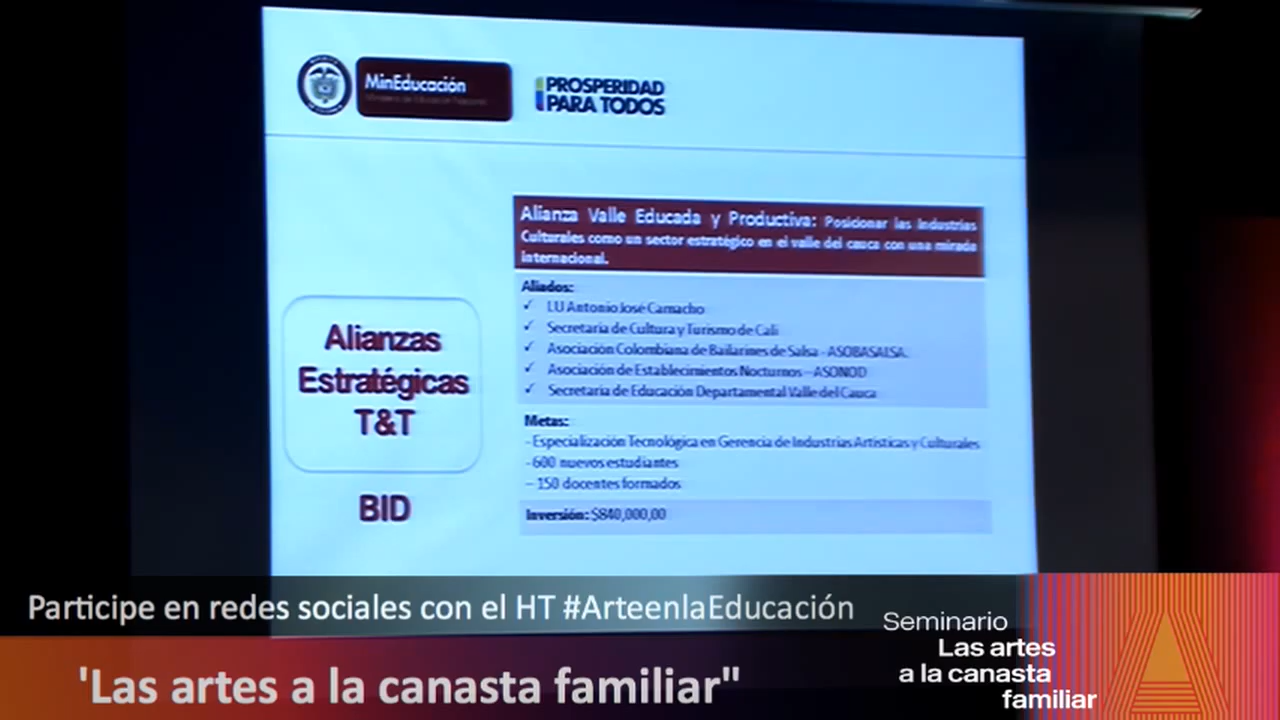 MinEducación
PROSPERIDAD
PARA TODOS
Alianza Valle Educada y Productiva: Posicionar las Industrias
Culturales como un sector estratégico en el valle del cauca con una mirada
internacional.
Aliados:
✓ I.U Antonio José Camacho
✓ Secretaria de Cultura y Turismo de Cali
✓ Asociación Colombiana de Bailarines de Salsa - ASOBASALSA.
✓ Asociación de Establecimientos Nocturnos – ASONOD
✓ Secretaria de Educación Departamental Valle del Cauca
Alianzas
Estratégicas
T&T
BID
Metas:
- Especialización Tecnológica en Gerencia de Industrias Artísticas y Culturales
- 600 nuevos estudiantes
– 150 docentes formados
Inversión: $840,000,00
Participe en redes sociales con el HT #ArteenlaEducación
'Las artes a la canasta familiar"
Seminario
Las artes
a la canasta
familiar